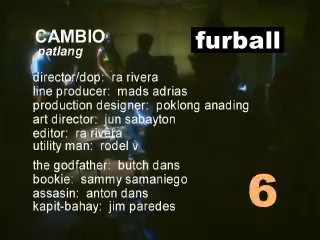 CAMBIO
patlang
furball
director/dop: ra rivera
line producer: mads adrias
production designer: poklong anading
art director: jun sabayton
editor: ra rivera
utility man: rodel v
the godfather: butch dans
bookie: sammy samaniego
assasin: anton dans
kapit-bahay: jim paredes
6